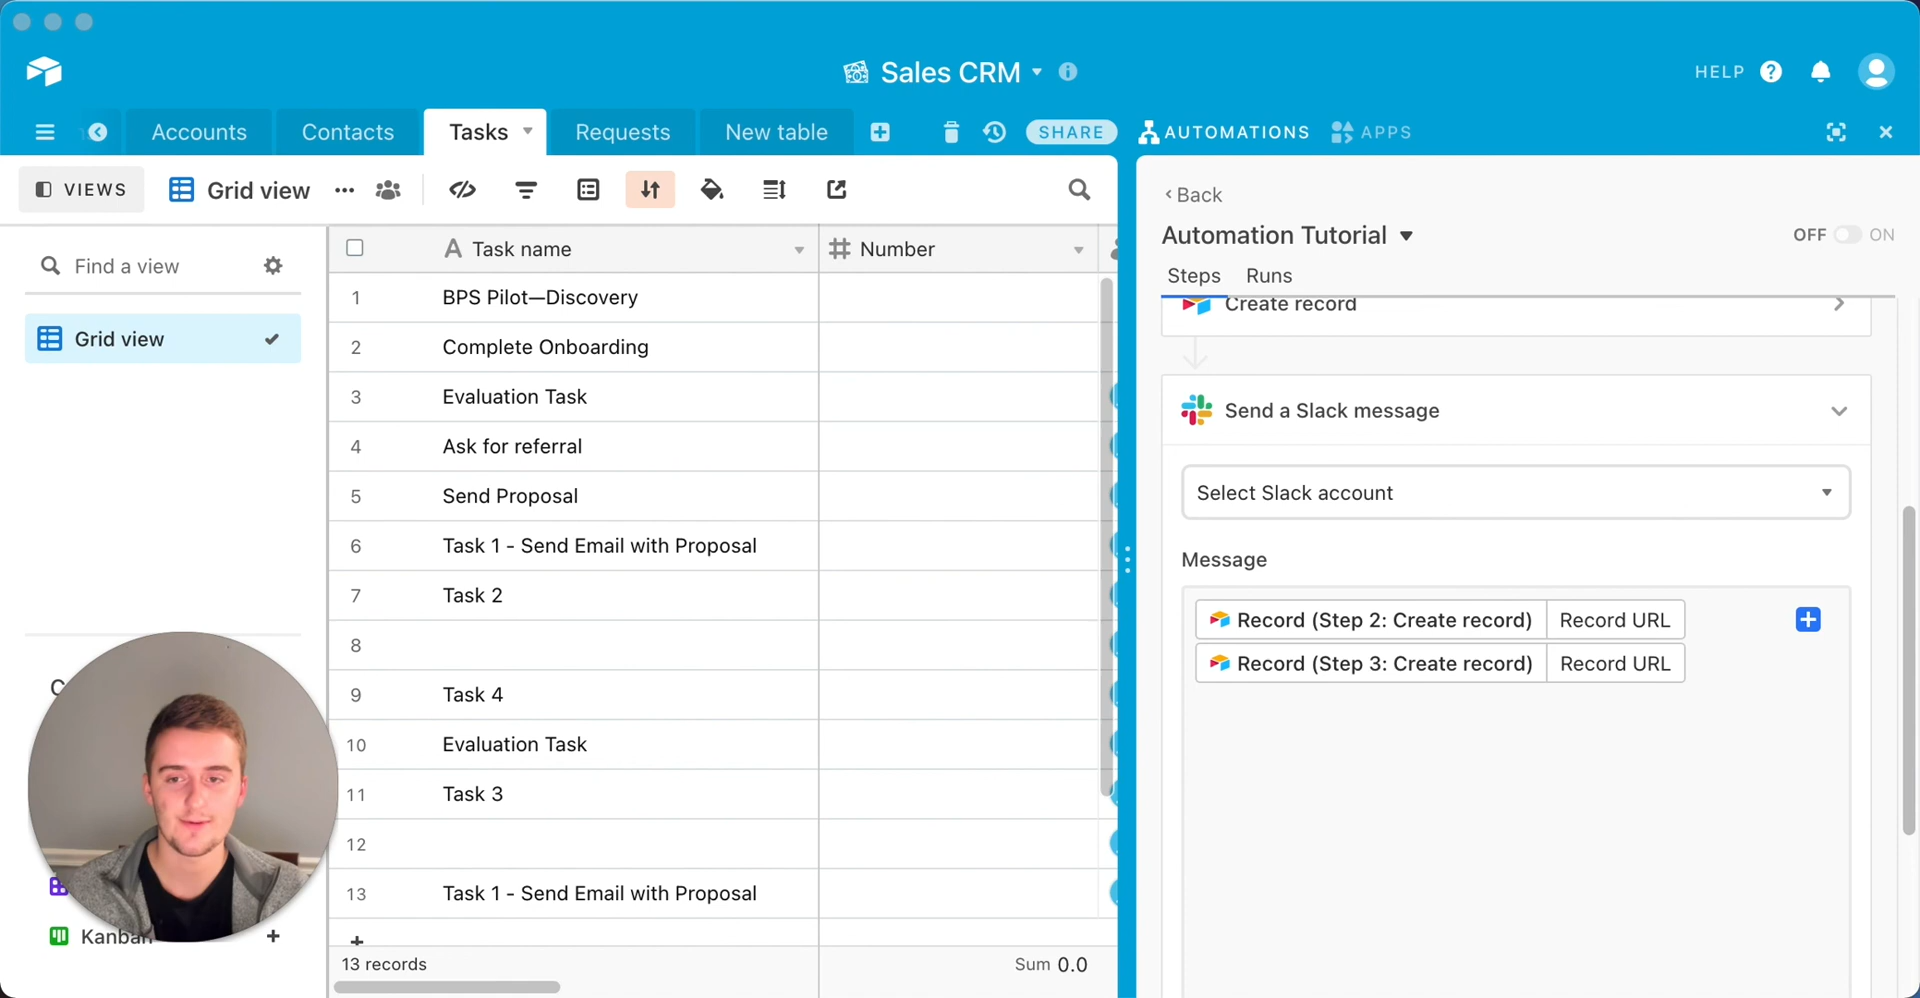 Sales CRM
HELP
Accounts
Contacts
Tasks
Requests
New table
SHARE
AUTOMATIONS
APPS
VIEWS
Grid view
Find a view
Grid view
Kanban
Task name
Number
1 BPS Pilot—Discovery
2 Complete Onboarding
3 Evaluation Task
4 Ask for referral
5 Send Proposal
6 Task 1 - Send Email with Proposal
7 Task 2
8
9 Task 4
10 Evaluation Task
11 Task 3
12
13 Task 1 - Send Email with Proposal
13 records
Sum 0.0
Back
Automation Tutorial
OFF ON
Steps Runs
Create record
Send a Slack message
Select Slack account
Message
Record (Step 2: Create record) Record URL
Record (Step 3: Create record) Record URL